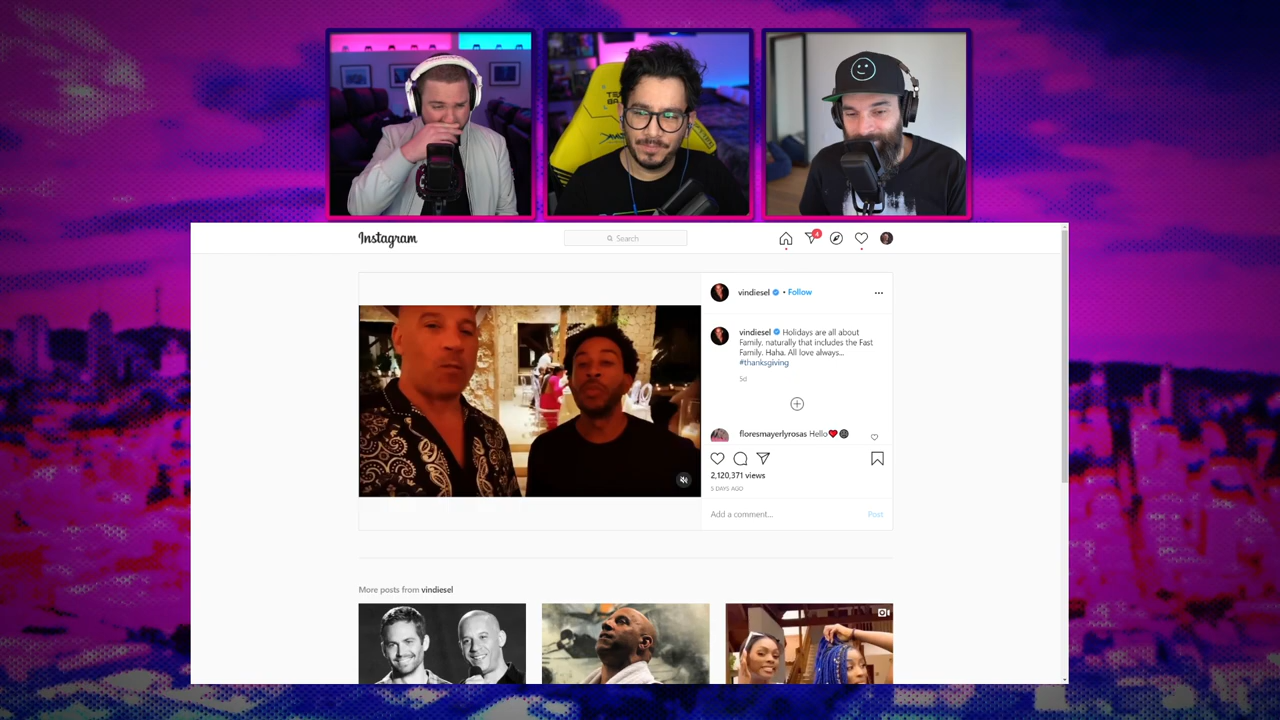 Instagram
Search
4
vindiesel • Follow
vindiesel Holidays are all about
Family, naturally that includes the Fast
Family. Haha. All love always...
#thanksgiving
5d
floresmayerlyrosas Hello
2,120,371 views
5 DAYS AGO
Add a comment...
Post
More posts from vindiesel